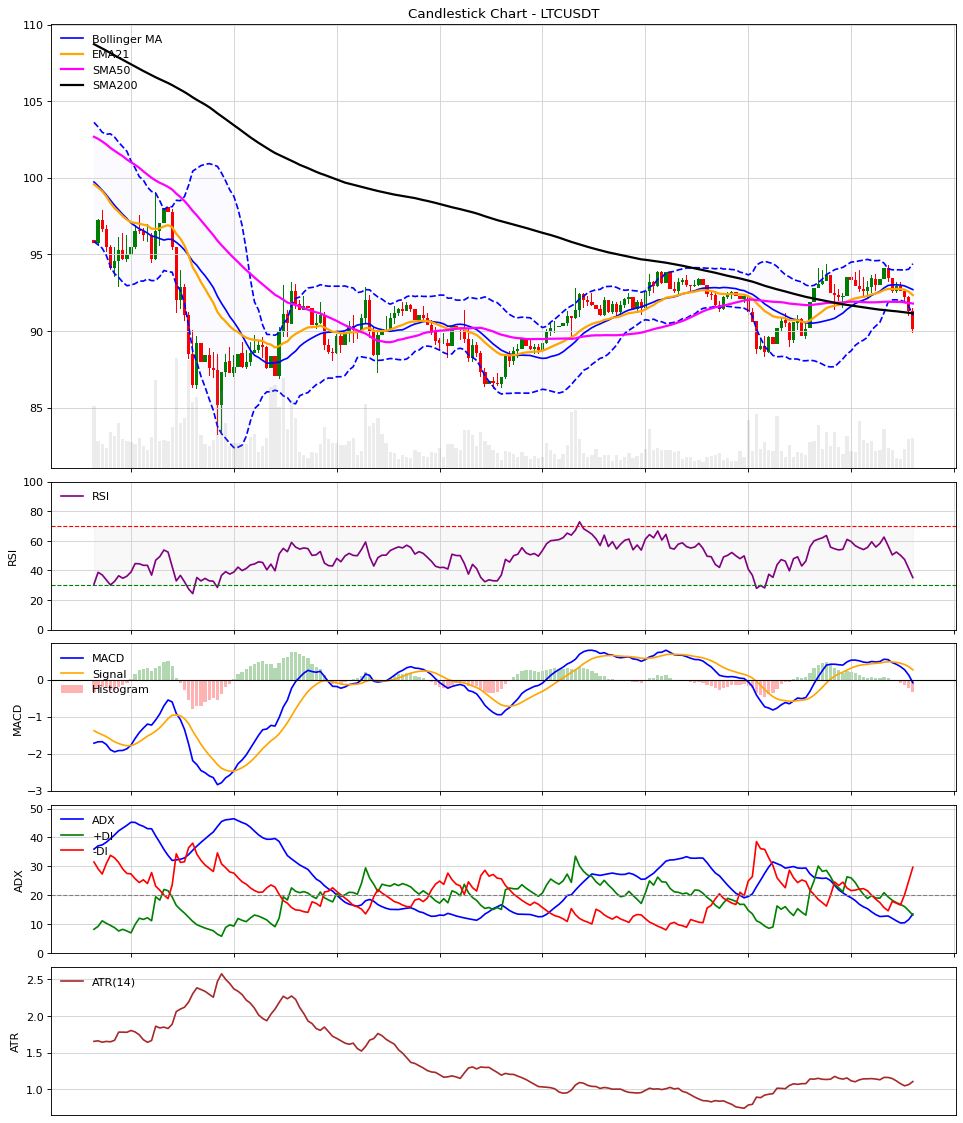 Candlestick Chart - LTCUSDT
110
105
100
95
90
85
Bollinger MA
EMA21
SMA50
SMA200
100
80
60
40
20
0
RSI
RSI
0
−1
−2
−3
MACD
MACD
Signal
Histogram
50
40
30
20
10
0
ADX
ADX
+DI
-DI
2.5
2.0
1.5
1.0
ATR
ATR(14)